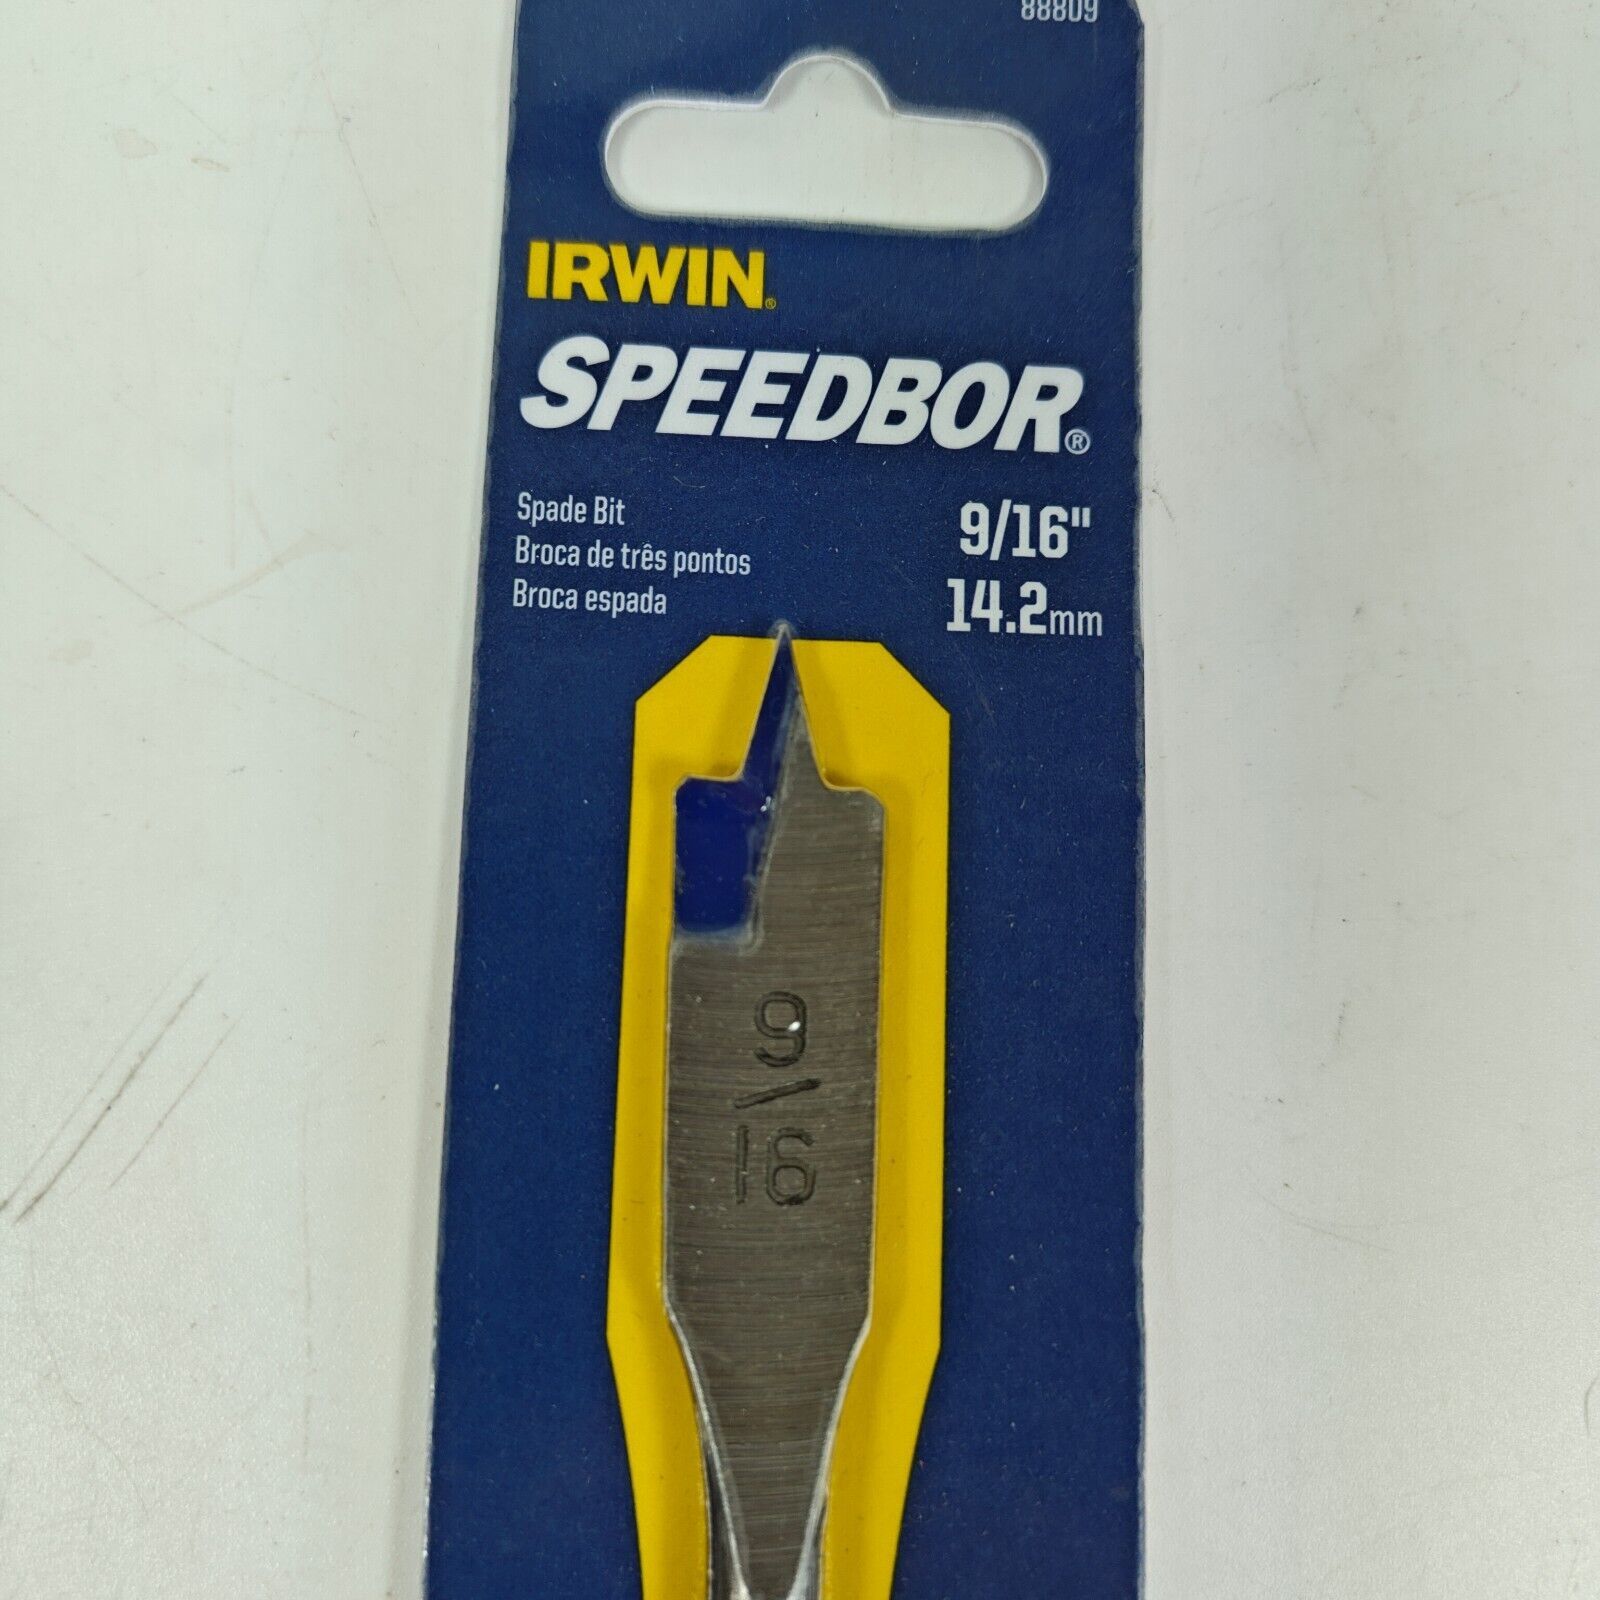 88809
IRWIN®
SPEEDBOR®
Spade Bit
Broca de três pontos
Broca espada
9/16"
14.2mm
9/16